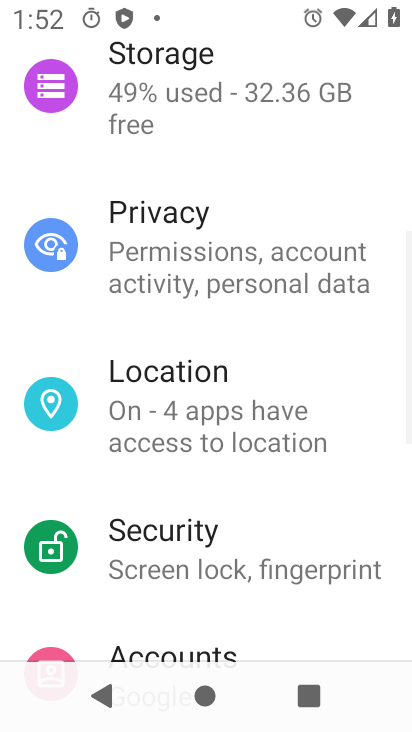 1:52
Storage
49% used - 32.36 GB
free
Privacy
Permissions, account
activity, personal data
Location
On - 4 apps have
access to location
Security
Screen lock, fingerprint
Accounts
Google